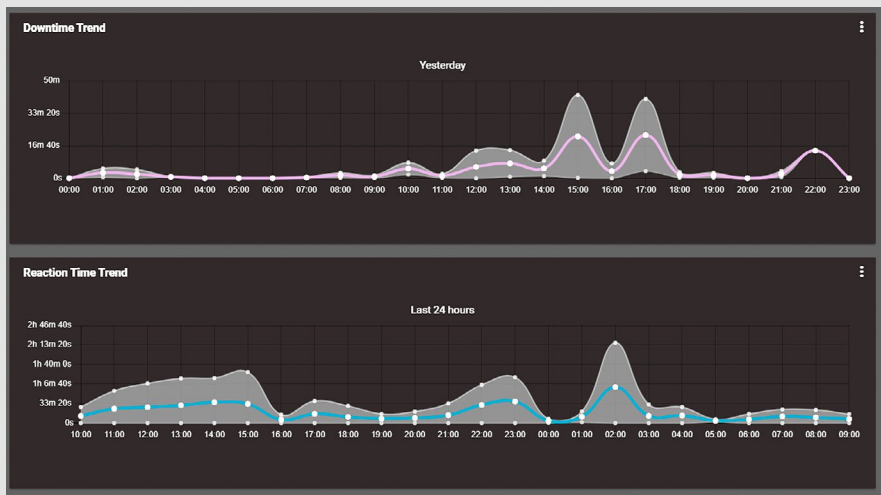 Downtime Trend
Yesterday
50m
33m 20s
16m 40s
0s
00:00 01:00 02:00 03:00 04:00 05:00 06:00 07:00 08:00 09:00 10:00 11:00 12:00 13:00 14:00 15:00 16:00 17:00 18:00 19:00 20:00 21:00 22:00 23:00
Reaction Time Trend
Last 24 hours
2h 46m 40s
2h 13m 20s
1h 40m 0s
1h 6m 40s
33m 20s
0s
10:00 11:00 12:00 13:00 14:00 15:00 16:00 17:00 18:00 19:00 20:00 21:00 22:00 23:00 00:00 01:00 02:00 03:00 04:00 05:00 06:00 07:00 08:00 09:00